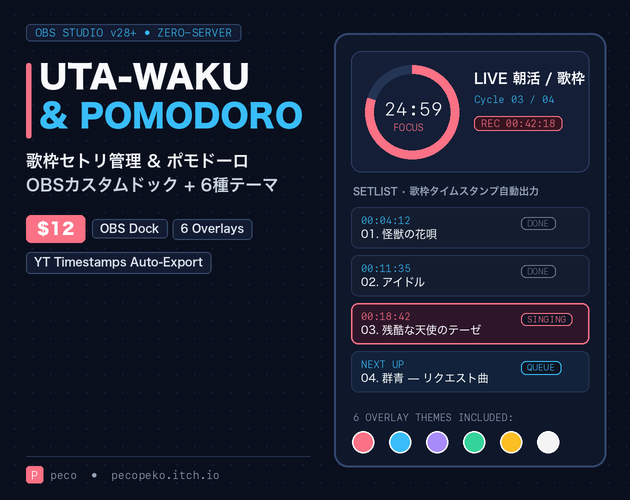 OBS STUDIO v28+ • ZERO-SERVER
UTA-WAKU
& POMODORO
歌枠セトリ管理 & ポモドーロ
OBSカスタムドック + 6種テーマ
$12
OBS Dock
6 Overlays
YT Timestamps Auto-Export
P
peco • pecopeko.itch.io
24:59
FOCUS
LIVE 朝活 / 歌枠
Cycle 03 / 04
REC 00:42:18
SETLIST · 歌枠タイムスタンプ自動出力
00:04:12
DONE
01. 怪獣の花唄
00:11:35
DONE
02. アイドル
00:18:42
SINGING
03. 残酷な天使のテーゼ
NEXT UP
QUEUE
04. 群青 — リクエスト曲
6 OVERLAY THEMES INCLUDED: